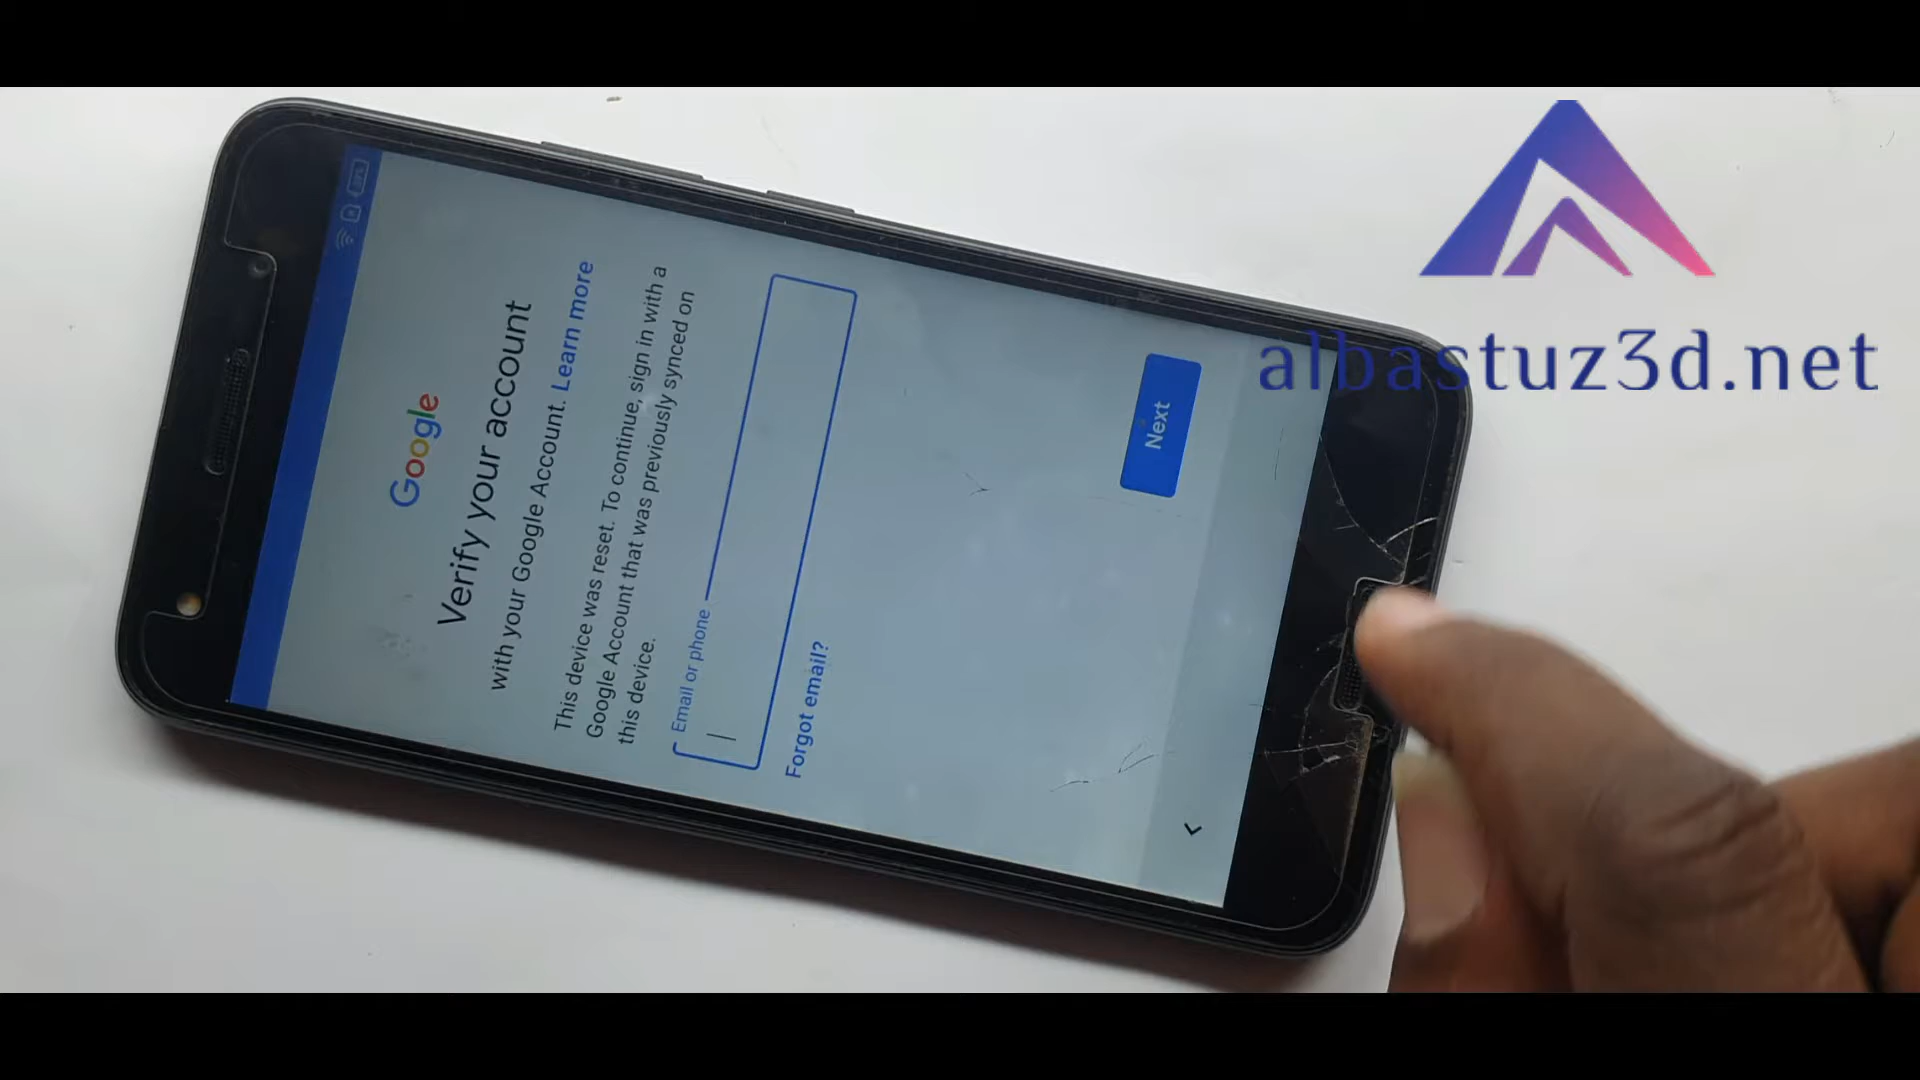 Google
Verify your account
with your Google Account. Learn more
This device was reset. To continue, sign in with a
Google Account that was previously synced on
this device.
Email or phone
Forgot email?
Next
albastuz3d.net